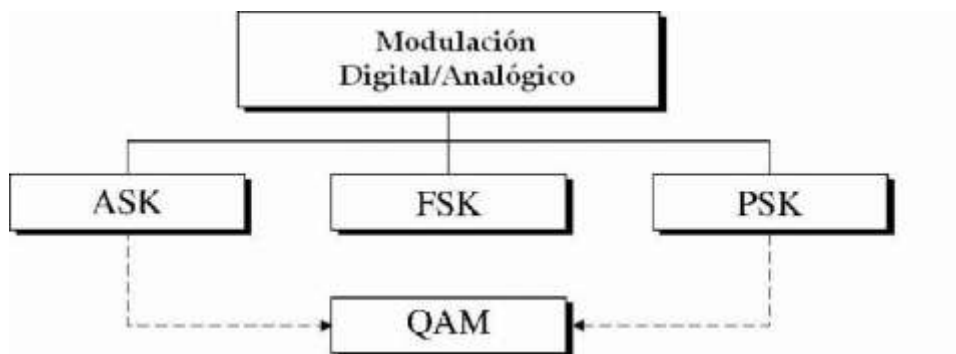 Modulación
Digital/Analógico
ASK
FSK
PSK
QAM